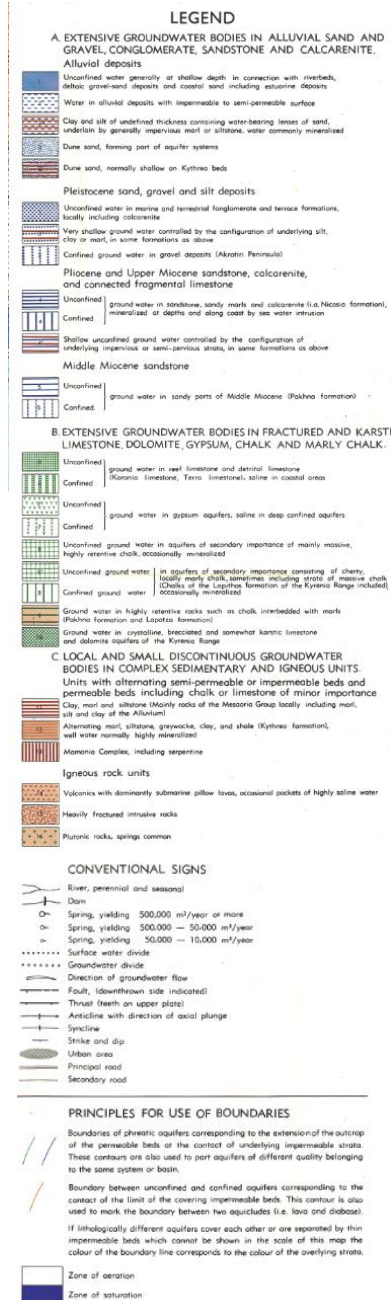 LEGEND
A. EXTENSIVE GROUNDWATER BODIES IN ALLUVIAL SAND AND
GRAVEL, CONGLOMERATE, SANDSTONE AND CALCARENITE.
Alluvial deposits
1
Unconfined water generally at shallow depth in connection with riverbeds,
deltaic gravel-sand deposits and coastal sand including estuarine deposits
Water in alluvial deposits with impermeable to semi-permeable surface
Clay and silt of undefined thickness containing water-bearing lenses of sand,
underlain by generally impervious marl or siltstone, water commonly mineralized
Dune sand, forming part of aquifer systems
Dune sand, normally shallow on Kythrea beds
Pleistocene sand, gravel and silt deposits
Unconfined water in marine and terrestrial fanglomerate and terrace formations,
locally including calcarenite
Very shallow ground water controlled by the configuration of underlying silt,
clay or marl, in some formations as above
Confined ground water in gravel deposits (Akrotiri Peninsula)
Pliocene and Upper Miocene sandstone, calcarenite,
and connected fragmental limestone
Unconfined
ground water in sandstone, sandy marls and calcarenite (i.a. Nicosia formation),
mineralized at depths and along coast by sea water intrusion
4
Confined
Shallow unconfined ground water controlled by the configuration of
underlying impervious or semi-pervious strata, in some formations as above
Middle Miocene sandstone
5
Unconfined
ground water in sandy parts of Middle Miocene (Pakhna formation)
Confined
B. EXTENSIVE GROUNDWATER BODIES IN FRACTURED AND KARSTI
LIMESTONE, DOLOMITE, GYPSUM, CHALK AND MARLY CHALK.
Unconfined
ground water in reef limestone and detrital limestone
(Koronia limestone, Terra limestone), saline in coastal areas
Confined
Unconfined
ground water in gypsum aquifers, saline in deep confined aquifers
Confined
Unconfined ground water in aquifers of secondary importance of mainly massive,
highly retentive chalk, occasionally mineralized
Unconfined ground water
in aquifers of secondary importance consisting of cherty,
locally marly chalk, sometimes including strata of massive chalk
(Chalks of the Lapithos formation of the Kyrenia Range included),
occasionally mineralized
8
Confined ground water
9
Ground water in highly retentive rocks such as chalk interbedded with marls
(Pakhna formation and Lapatza formation)
10
Ground water in crystalline, brecciated and somewhat karstic limestone
and dolomite aquifers of the Kyrenia Range
C. LOCAL AND SMALL DISCONTINUOUS GROUNDWATER
BODIES IN COMPLEX SEDIMENTARY AND IGNEOUS UNITS.
Units with alternating semi-permeable or impermeable beds and
permeable beds including chalk or limestone of minor importance
11
Clay, marl and siltstone (Mainly rocks of the Mesaoria Group locally including marl,
silt and clay of the Alluvium)
12
Alternating marl, siltstone, greywacke, clay, and shale (Kythrea formation),
well water normally highly mineralized
Mamonia Complex, including serpentine
Igneous rock units
14
Volcanics with dominantly submarine pillow lavas, occasional pockets of highly saline water
15
Heavily fractured intrusive rocks
16
Plutonic rocks, springs common
CONVENTIONAL SIGNS
River, perennial and seasonal
Dam
Spring, yielding 500,000 m³/year or more
Spring, yielding 500,000 — 50,000 m³/year
Spring, yielding 50,000 — 10,000 m³/year
Surface water divide
Groundwater divide
Direction of groundwater flow
Fault, (downthrown side indicated)
Thrust (teeth on upper plate)
Anticline with direction of axial plunge
Syncline
Strike and dip
Urban area
Principal road
Secondary road
PRINCIPLES FOR USE OF BOUNDARIES
Boundaries of phreatic aquifers corresponding to the extension of the outcrop
of the permeable beds at the contact of underlying impermeable strata.
These contours are also used to part aquifers of different quality belonging
to the same system or basin.
Boundary between unconfined and confined aquifers corresponding to the
contact of the limit of the covering impermeable beds. This contour is also
used to mark the boundary between two aquicludes (i.e. lava and diabase).
If lithologically different aquifers cover each other or are separated by thin
impermeable beds which cannot be shown in the scale of this map the
colour of the boundary line corresponds to the colour of the overlying strata.
Zone of aeration
Zone of saturation